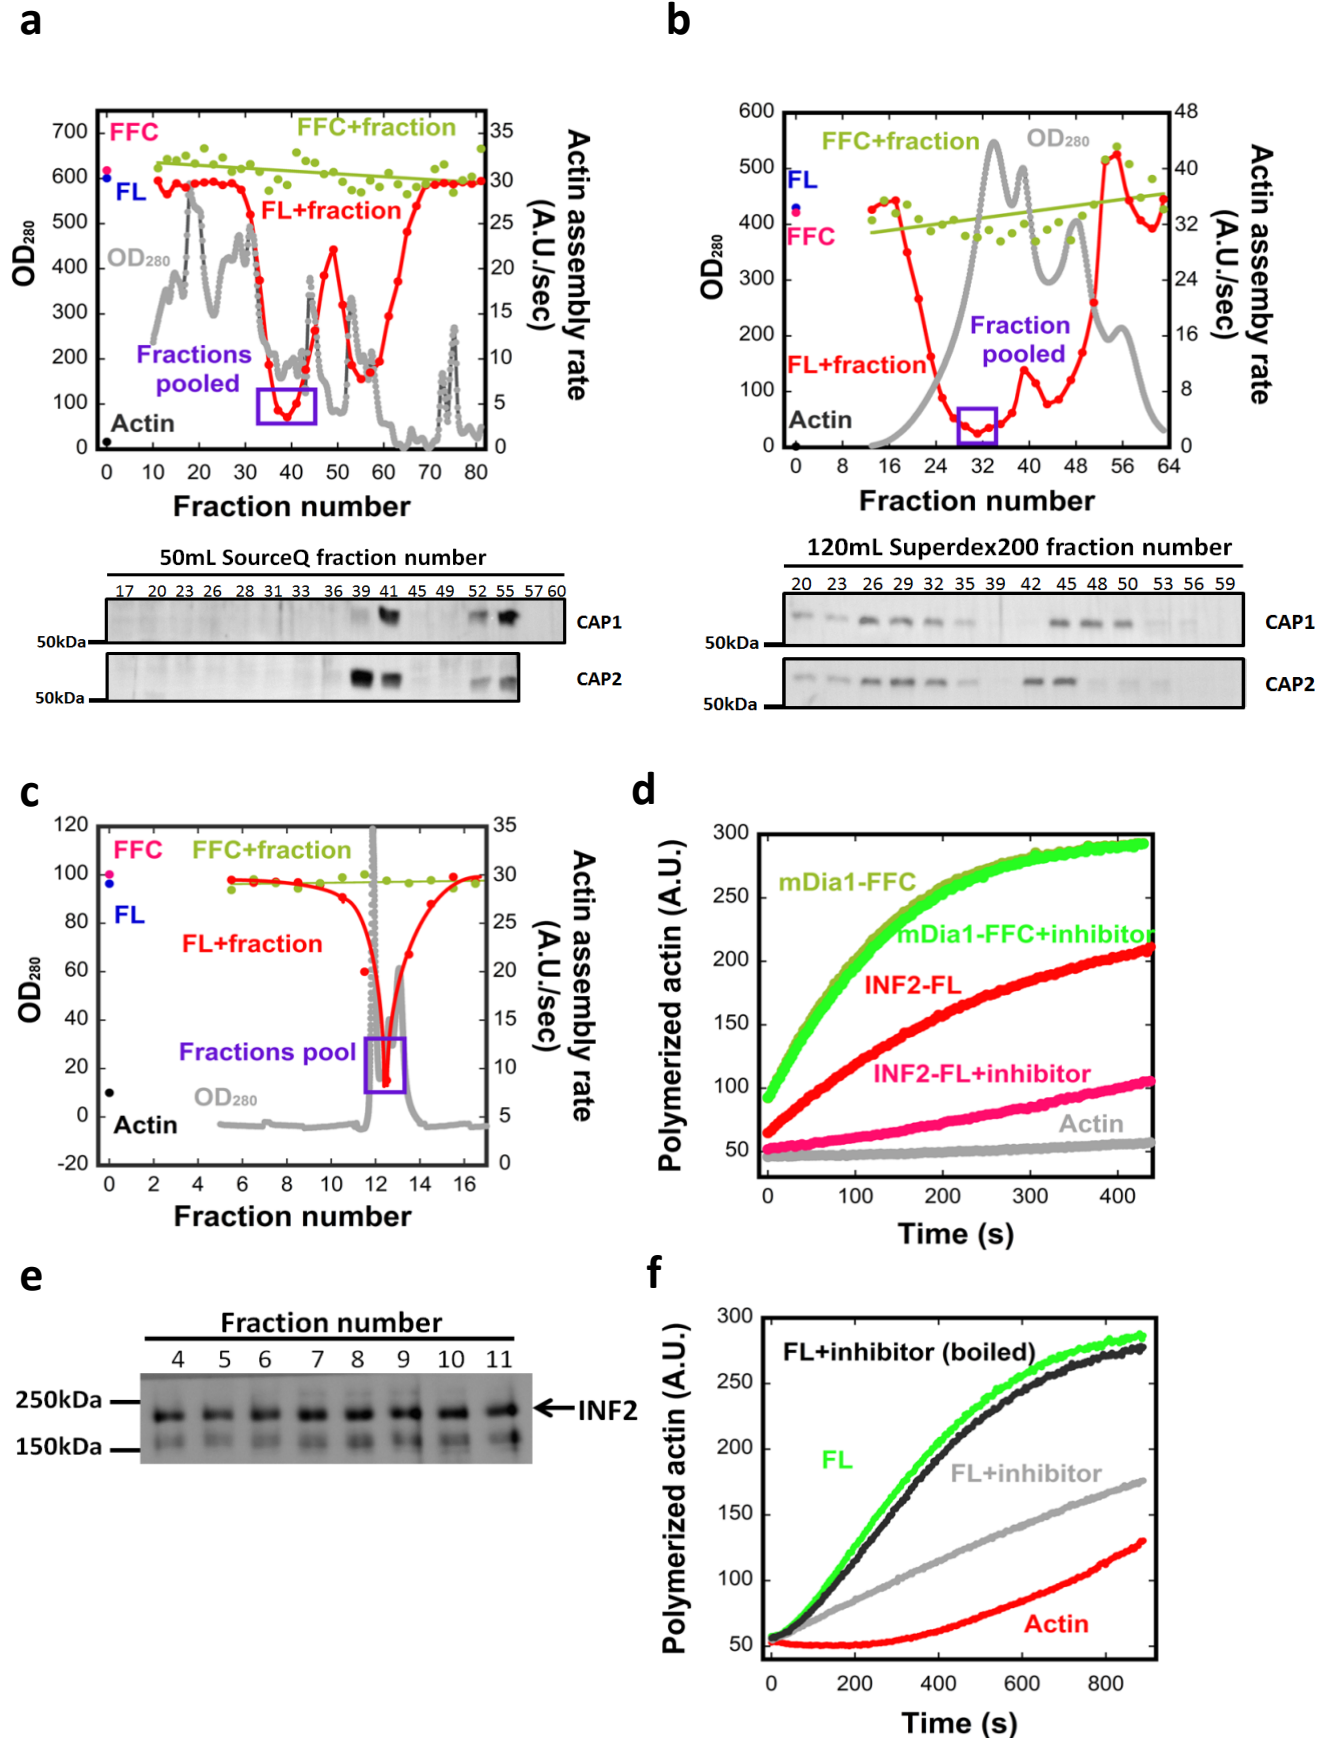 a
700
600
500
400
300
200
100
0
OD280
35
30
25
20
15
10
5
0
Actin assembly rate
(A.U./sec)
FFC
FL
FFC+fraction
FL+fraction
OD280
Fractions
pooled
Actin
0 10 20 30 40 50 60 70 80
Fraction number
50mL SourceQ fraction number
17 20 23 26 28 31 33 36 39 41 45 49 52 55 57 60
CAP1
50kDa
CAP2
50kDa
b
600
500
400
300
200
100
0
OD280
48
40
32
24
16
8
0
Actin assemby rate
(A.U./sec)
FFC+fraction
OD280
FL
FFC
Fraction
pooled
FL+fraction
Actin
0 8 16 24 32 40 48 56 64
Fraction number
120mL Superdex200 fraction number
20 23 26 29 32 35 39 42 45 48 50 53 56 59
CAP1
50kDa
CAP2
50kDa
c
120
100
80
60
40
20
0
-20
OD280
35
30
25
20
15
10
5
0
Actin assembly rate
(A.U./sec)
FFC
FFC+fraction
FL
FL+fraction
Fractions pool
OD280
Actin
0 2 4 6 8 10 12 14 16
Fraction number
d
300
250
200
150
100
50
Polymerized actin (A.U.)
mDia1-FFC
mDia1-FFC+inhibitor
INF2-FL
INF2-FL+inhibitor
Actin
0 100 200 300 400
Time (s)
e
Fraction number
4 5 6 7 8 9 10 11
250kDa
INF2
150kDa
f
300
250
200
150
100
50
Polymerized actin (A.U.)
FL+inhibitor (boiled)
FL
FL+inhibitor
Actin
0 200 400 600 800
Time (s)